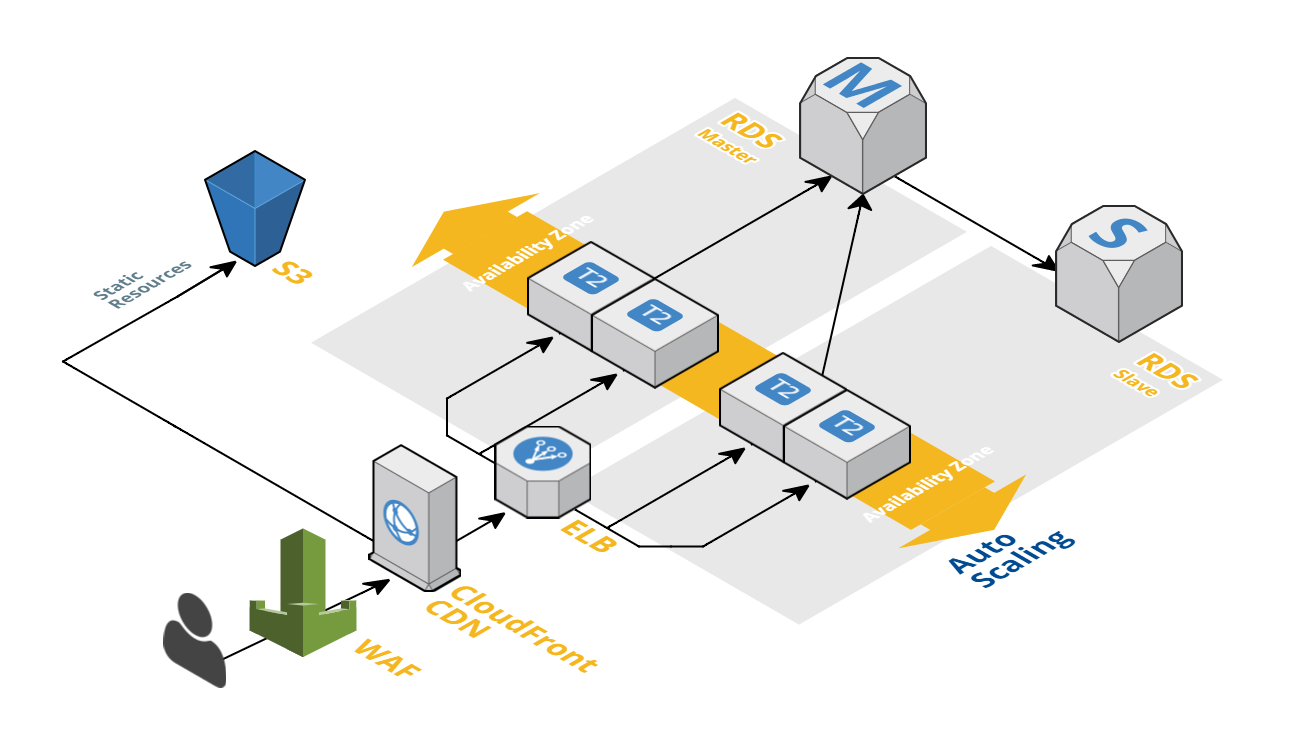 M
RDS
Master
S
RDS
Slave
S3
Static
Resources
Availability Zone
T2
T2
T2
T2
Availability Zone
Auto
Scaling
ELB
CloudFront
CDN
WAF